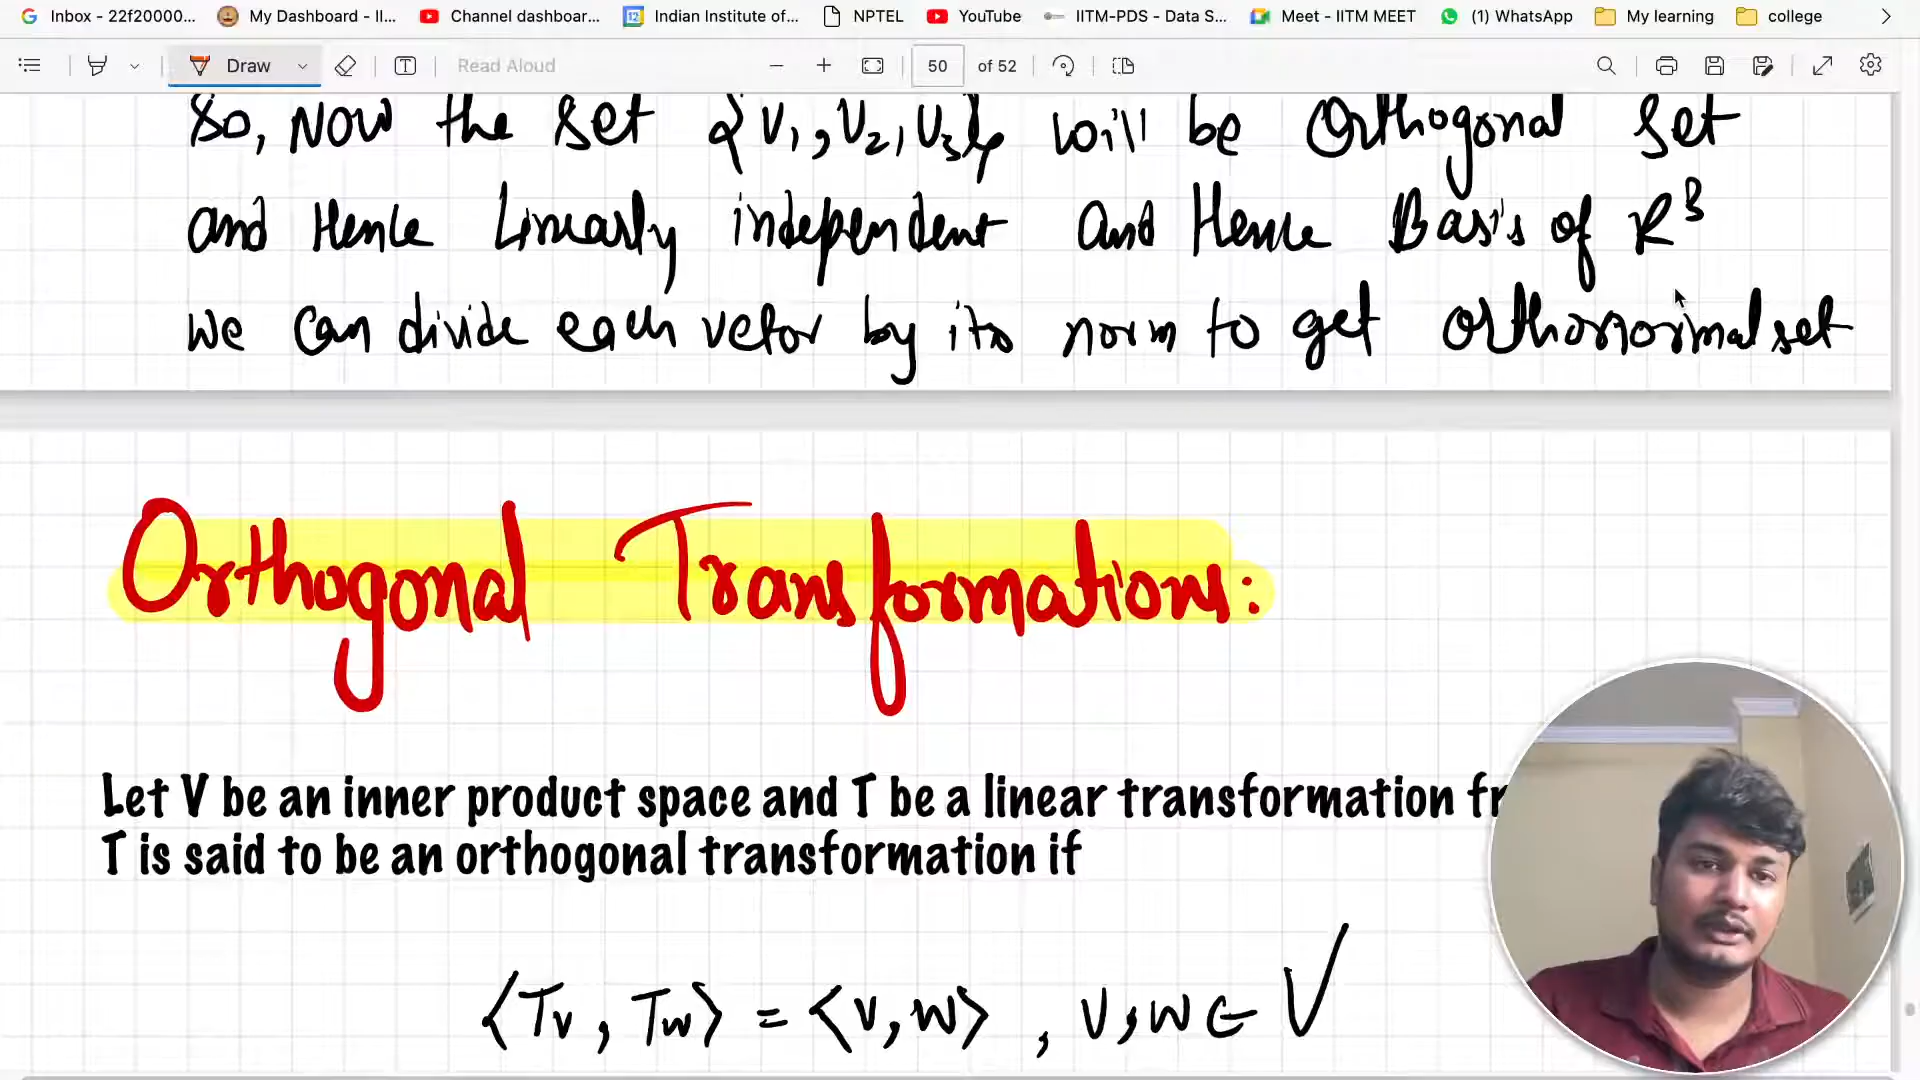 Inbox - 22f20000... My Dashboard - II... Channel dashboar... Indian Institute of... NPTEL YouTube IITM-PDS - Data S... Meet - IITM MEET (1) WhatsApp My learning college
Draw Read Aloud 50 of 52
So, Now the set {V₁, V₂, V₃} will be Orthogonal set
and Hence Linearly independent and Hence Basis of R³
we can divide each vetor by its norm to get orthonormal set
Orthogonal Transformations:
Let V be an inner product space and T be a linear transformation fr
T is said to be an orthogonal transformation if
⟨Tv, Tw⟩ = ⟨v, w⟩ , v, w ∈ V